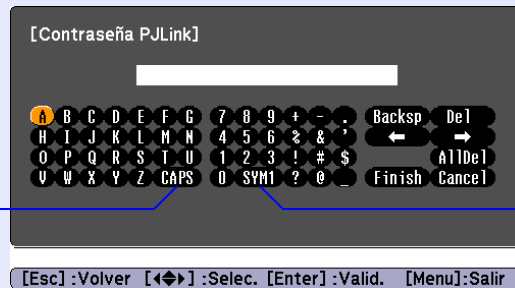 [Contraseña PJLink]
A B C D E F G 7 8 9 + - . Backsp Del
H I J K L M N 4 5 6 % & ' ← →
O P Q R S T U 1 2 3 ! # $ AllDel
V W X Y Z CAPS 0 SYM1 ? @ _ Finish Cancel
[Esc] :Volver [◀◆▶] :Selec. [Enter] :Valid. [Menu]:Salir